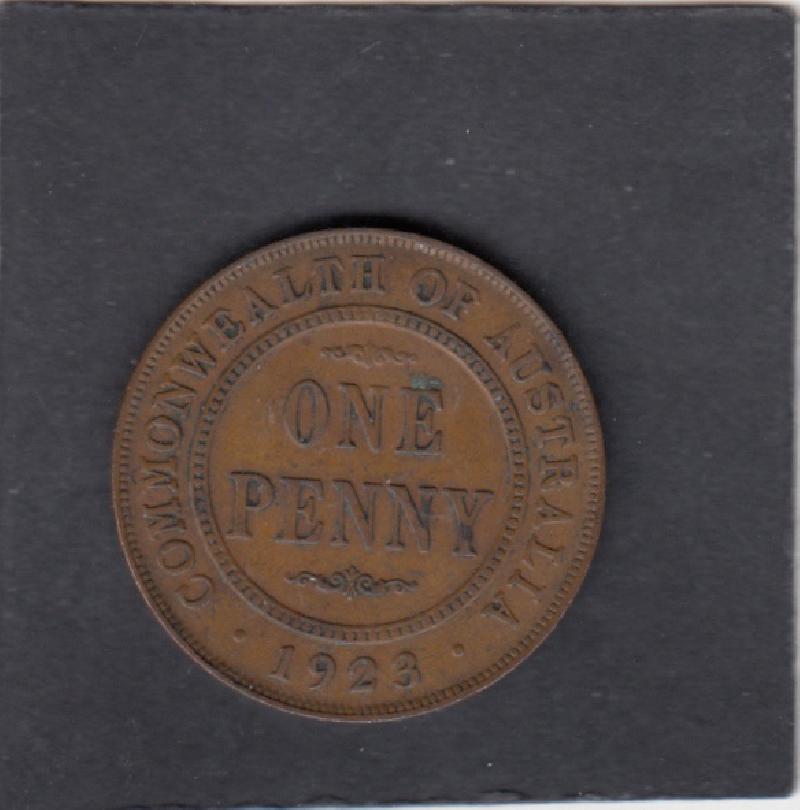 COMMONWEALTH OF AUSTRALIA
ONE
PENNY
· 1923 ·